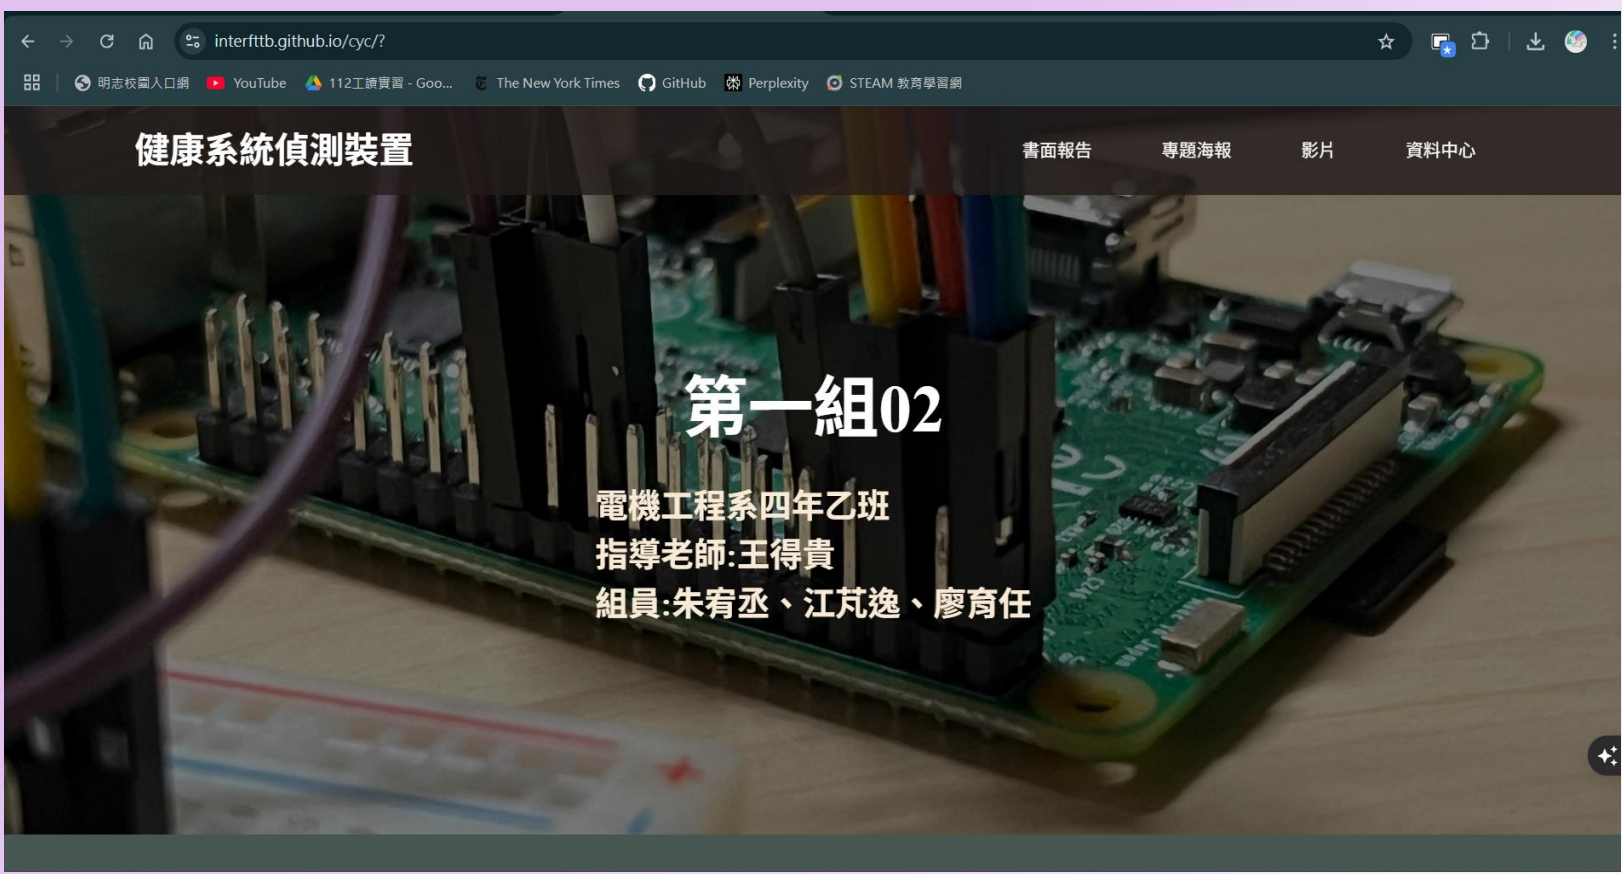 interfttb.github.io/cyc/?
明志校園入口網 YouTube 112工讀實習 - Goo... The New York Times GitHub Perplexity STEAM 教育學習網
健康系統偵測裝置 書面報告 專題海報 影片 資料中心
第一組02
電機工程系四年乙班
指導老師:王得貴
組員:朱宥丞、江芃逸、廖育任